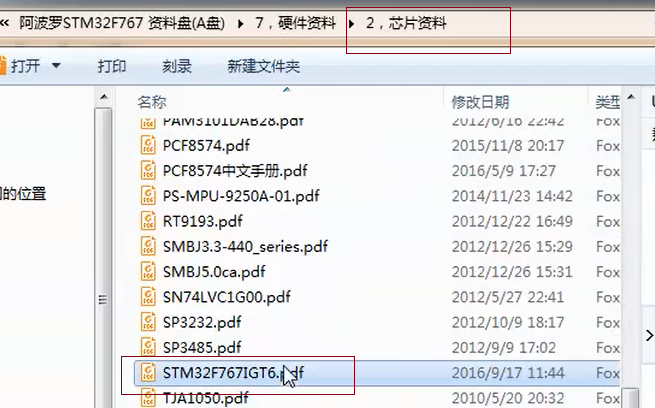 « 阿波罗STM32F767 资料盘(A盘) ▸ 7，硬件资料 ▸ 2，芯片资料
打开 打印 刻录 新建文件夹
名称 修改日期 类型
PAM3101DAB28.pdf 2012/6/16 22:42 Fox
PCF8574.pdf 2015/11/8 20:17 Fox
PCF8574中文手册.pdf 2016/5/9 17:27 Fox
的位置 PS-MPU-9250A-01.pdf 2014/11/23 14:42 Fox
RT9193.pdf 2012/12/22 16:49 Fox
SMBJ3.3-440_series.pdf 2012/12/26 15:29 Fox
SMBJ5.0ca.pdf 2012/12/26 15:31 Fox
SN74LVC1G00.pdf 2012/5/27 22:41 Fox
SP3232.pdf 2012/10/9 18:17 Fox
SP3485.pdf 2012/9/9 17:02 Fox
STM32F767IGT6.pdf 2016/9/17 11:44 Fox
TJA1050.pdf 2010/5/20 20:32 Fox